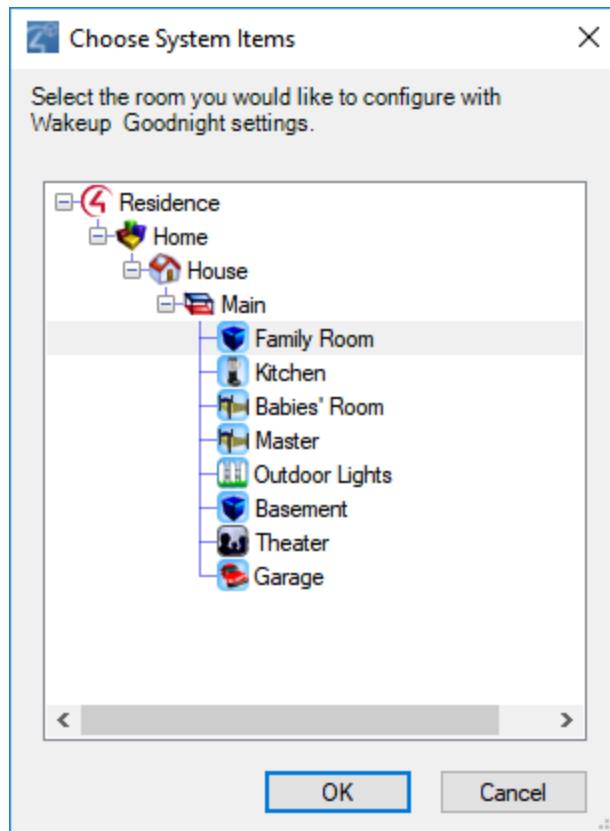 Choose System Items
Select the room you would like to configure with
Wakeup  Goodnight settings.
Residence
Home
House
Main
Family Room
Kitchen
Babies' Room
Master
Outdoor Lights
Basement
Theater
Garage
OK
Cancel